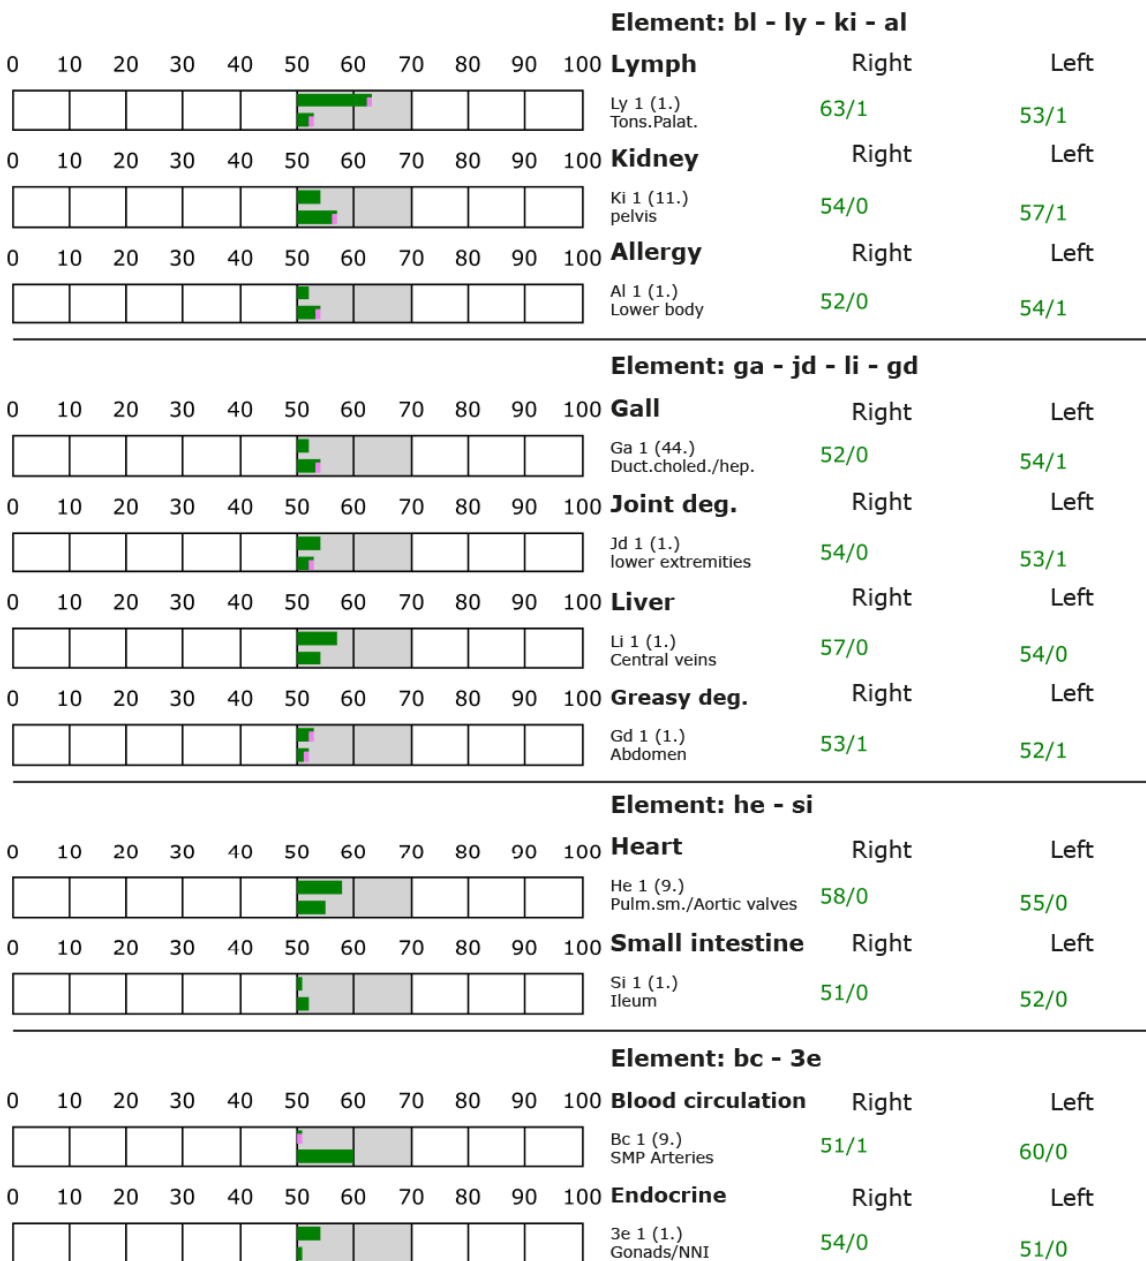 Element: bl - ly - ki - al
0 10 20 30 40 50 60 70 80 90 100 Lymph Right Left
Ly 1 (1.) 63/1 53/1
Tons.Palat.
0 10 20 30 40 50 60 70 80 90 100 Kidney Right Left
Ki 1 (11.) 54/0 57/1
pelvis
0 10 20 30 40 50 60 70 80 90 100 Allergy Right Left
Al 1 (1.) 52/0 54/1
Lower body
Element: ga - jd - li - gd
0 10 20 30 40 50 60 70 80 90 100 Gall Right Left
Ga 1 (44.) 52/0 54/1
Duct.choled./hep.
0 10 20 30 40 50 60 70 80 90 100 Joint deg. Right Left
Jd 1 (1.) 54/0 53/1
lower extremities
0 10 20 30 40 50 60 70 80 90 100 Liver Right Left
Li 1 (1.) 57/0 54/0
Central veins
0 10 20 30 40 50 60 70 80 90 100 Greasy deg. Right Left
Gd 1 (1.) 53/1 52/1
Abdomen
Element: he - si
0 10 20 30 40 50 60 70 80 90 100 Heart Right Left
He 1 (9.) 58/0 55/0
Pulm.sm./Aortic valves
0 10 20 30 40 50 60 70 80 90 100 Small intestine Right Left
Si 1 (1.) 51/0 52/0
Ileum
Element: bc - 3e
0 10 20 30 40 50 60 70 80 90 100 Blood circulation Right Left
Bc 1 (9.) 51/1 60/0
SMP Arteries
0 10 20 30 40 50 60 70 80 90 100 Endocrine Right Left
3e 1 (1.) 54/0 51/0
Gonads/NNI